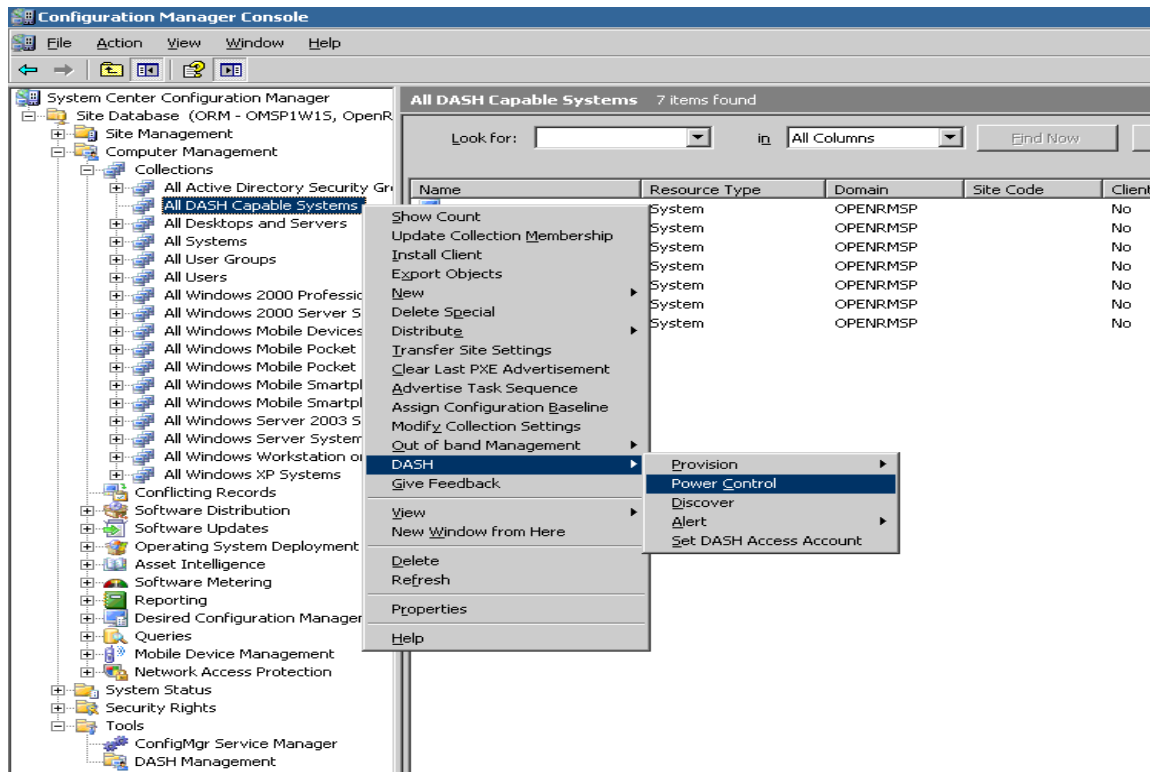 Configuration Manager Console
File Action View Window Help
System Center Configuration Manager
Site Database (ORM - OMSP1W1S, OpenR
Site Management
Computer Management
Collections
All Active Directory Security Gr
All DASH Capable Systems
All Desktops and Servers
All Systems
All User Groups
All Users
All Windows 2000 Professic
All Windows 2000 Server S
All Windows Mobile Devices
All Windows Mobile Pocket
All Windows Mobile Pocket
All Windows Mobile Smartpl
All Windows Mobile Smartpl
All Windows Server 2003 S
All Windows Server System
All Windows Workstation o
All Windows XP Systems
Conflicting Records
Software Distribution
Software Updates
Operating System Deployment
Asset Intelligence
Software Metering
Reporting
Desired Configuration Manager
Queries
Mobile Device Management
Network Access Protection
System Status
Security Rights
Tools
ConfigMgr Service Manager
DASH Management
All DASH Capable Systems 7 items found
Look for: in All Columns Find Now
Name Resource Type Domain Site Code Client
System OPENRMSP No
System OPENRMSP No
System OPENRMSP No
System OPENRMSP No
System OPENRMSP No
System OPENRMSP No
System OPENRMSP No
Show Count
Update Collection Membership
Install Client
Export Objects
New
Delete Special
Distribute
Transfer Site Settings
Clear Last PXE Advertisement
Advertise Task Sequence
Assign Configuration Baseline
Modify Collection Settings
Out of band Management
DASH
Give Feedback
View
New Window from Here
Delete
Refresh
Properties
Help
Provision
Power Control
Discover
Alert
Set DASH Access Account